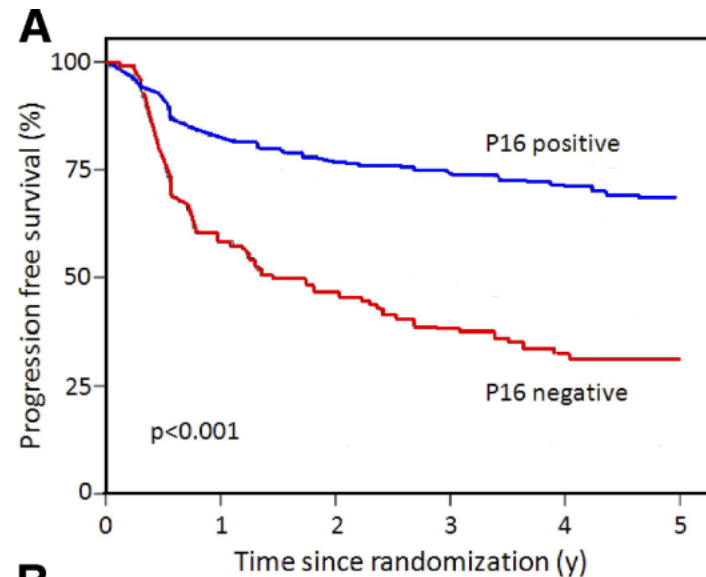 A
Progression free survival (%)
100
75
50
25
0
P16 positive
P16 negative
p<0.001
0 1 2 3 4 5
Time since randomization (y)